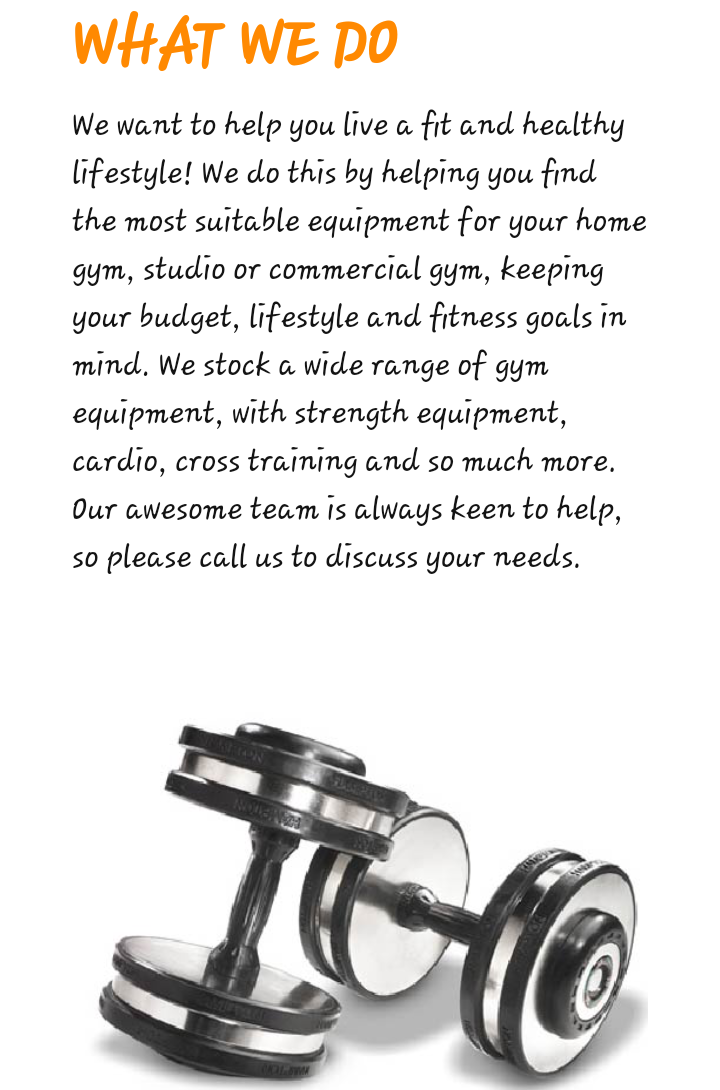 WHAT WE DO
We want to help you live a fit and healthy
lifestyle! We do this by helping you find
the most suitable equipment for your home
gym, studio or commercial gym, keeping
your budget, lifestyle and fitness goals in
mind. We stock a wide range of gym
equipment, with strength equipment,
cardio, cross training and so much more.
Our awesome team is always keen to help,
so please call us to discuss your needs.